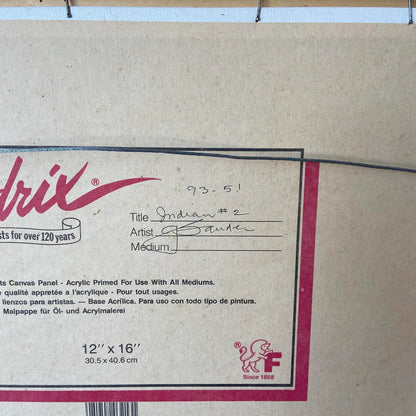 drix®
93-51
sts for over 120 years
Title Indian #2
Artist Sauder
Medium
ts Canvas Panel - Acrylic Primed For Use With All Mediums.
e qualité appretée a l'acrylique - Pour tout usages.
lienzos para artistas. — Base Acrílica. Para uso con todo tipo de pintura.
Malpappe für Öl- und Acrylmalerei
12" x 16"
30.5 x 40.6 cm
® F
Since 1868